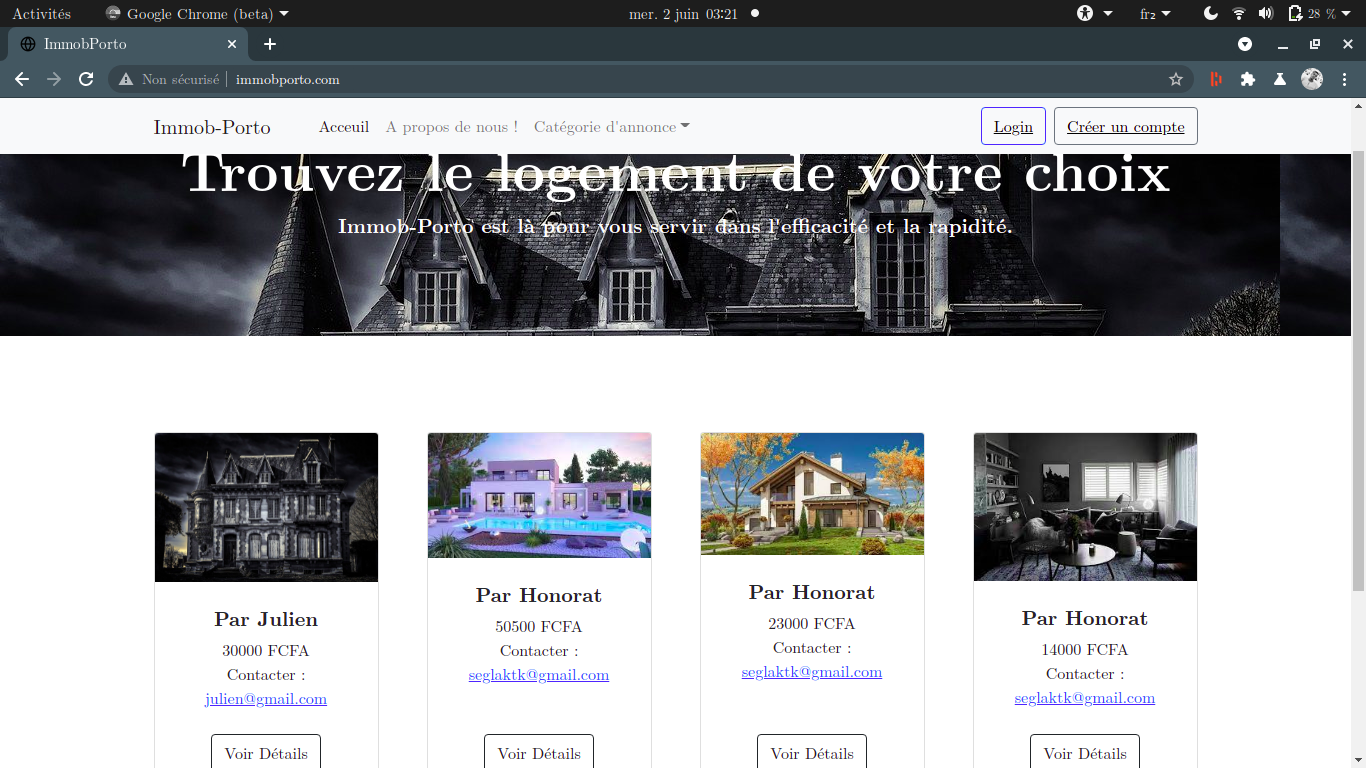 Activités Google Chrome (beta) mer. 2 juin 03:21 fr₂ 28 %
ImmobPorto
Non sécurisé immobporto.com
Immob-Porto Acceuil A propos de nous ! Catégorie d'annonce Login Créer un compte
Trouvez le logement de votre choix
Immob-Porto est là pour vous servir dans l'efficacité et la rapidité.
Par Julien
30000 FCFA
Contacter :
julien@gmail.com
Voir Détails
Par Honorat
50500 FCFA
Contacter :
seglaktk@gmail.com
Voir Détails
Par Honorat
23000 FCFA
Contacter :
seglaktk@gmail.com
Voir Détails
Par Honorat
14000 FCFA
Contacter :
seglaktk@gmail.com
Voir Détails